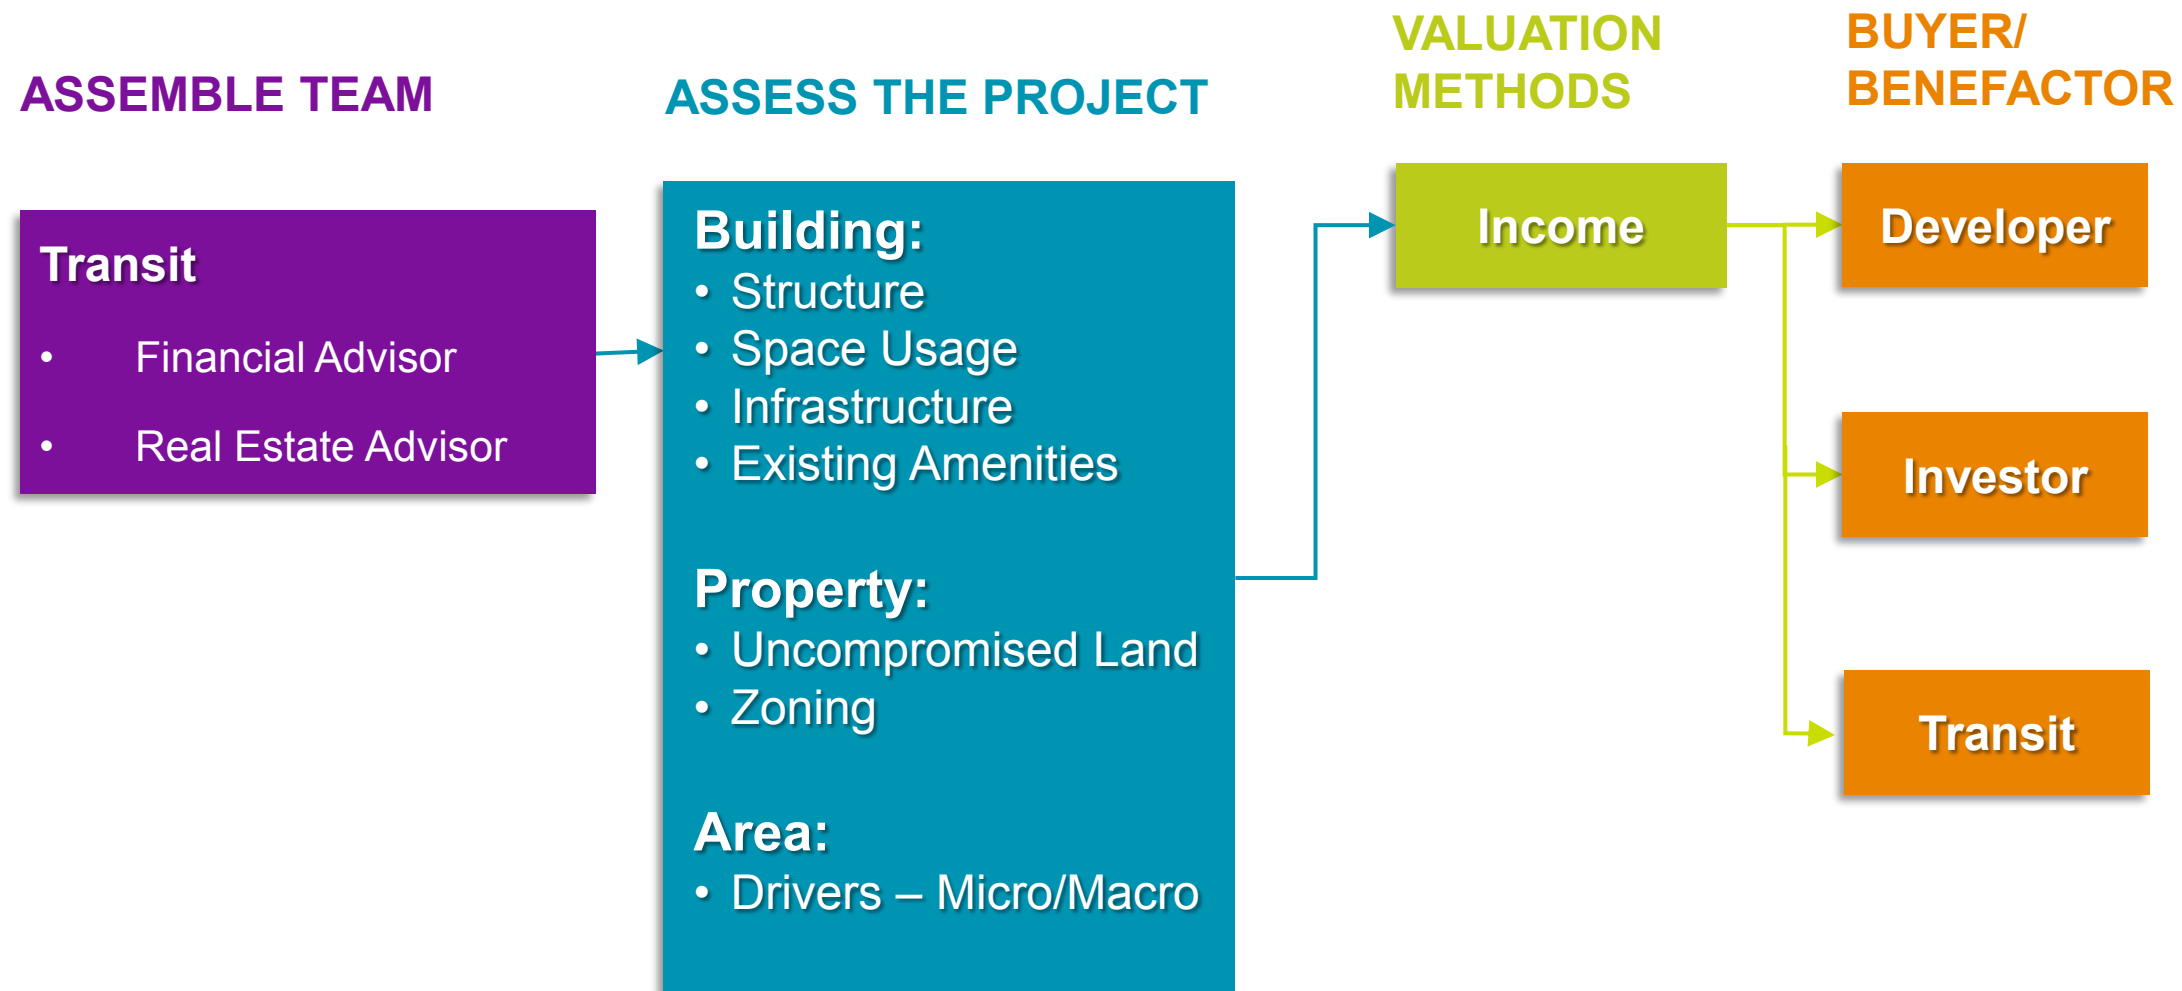 ASSEMBLE TEAM
Transit
• Financial Advisor
• Real Estate Advisor
ASSESS THE PROJECT
Building:
• Structure
• Space Usage
• Infrastructure
• Existing Amenities
Property:
• Uncompromised Land
• Zoning
Area:
• Drivers – Micro/Macro
VALUATION
METHODS
Income
BUYER/
BENEFACTOR
Developer
Investor
Transit